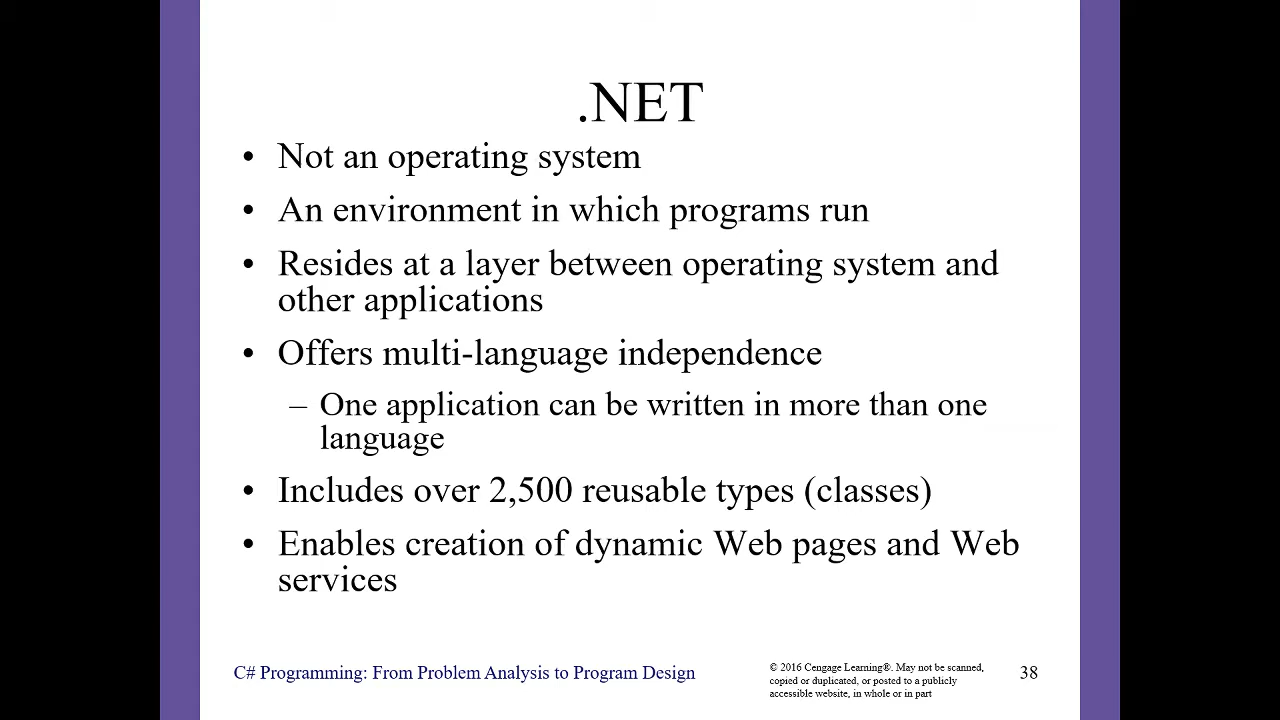 .NET
• Not an operating system
• An environment in which programs run
• Resides at a layer between operating system and
other applications
• Offers multi-language independence
– One application can be written in more than one
language
• Includes over 2,500 reusable types (classes)
• Enables creation of dynamic Web pages and Web
services
C# Programming: From Problem Analysis to Program Design
© 2016 Cengage Learning®. May not be scanned,
copied or duplicated, or posted to a publicly
accessible website, in whole or in part
38